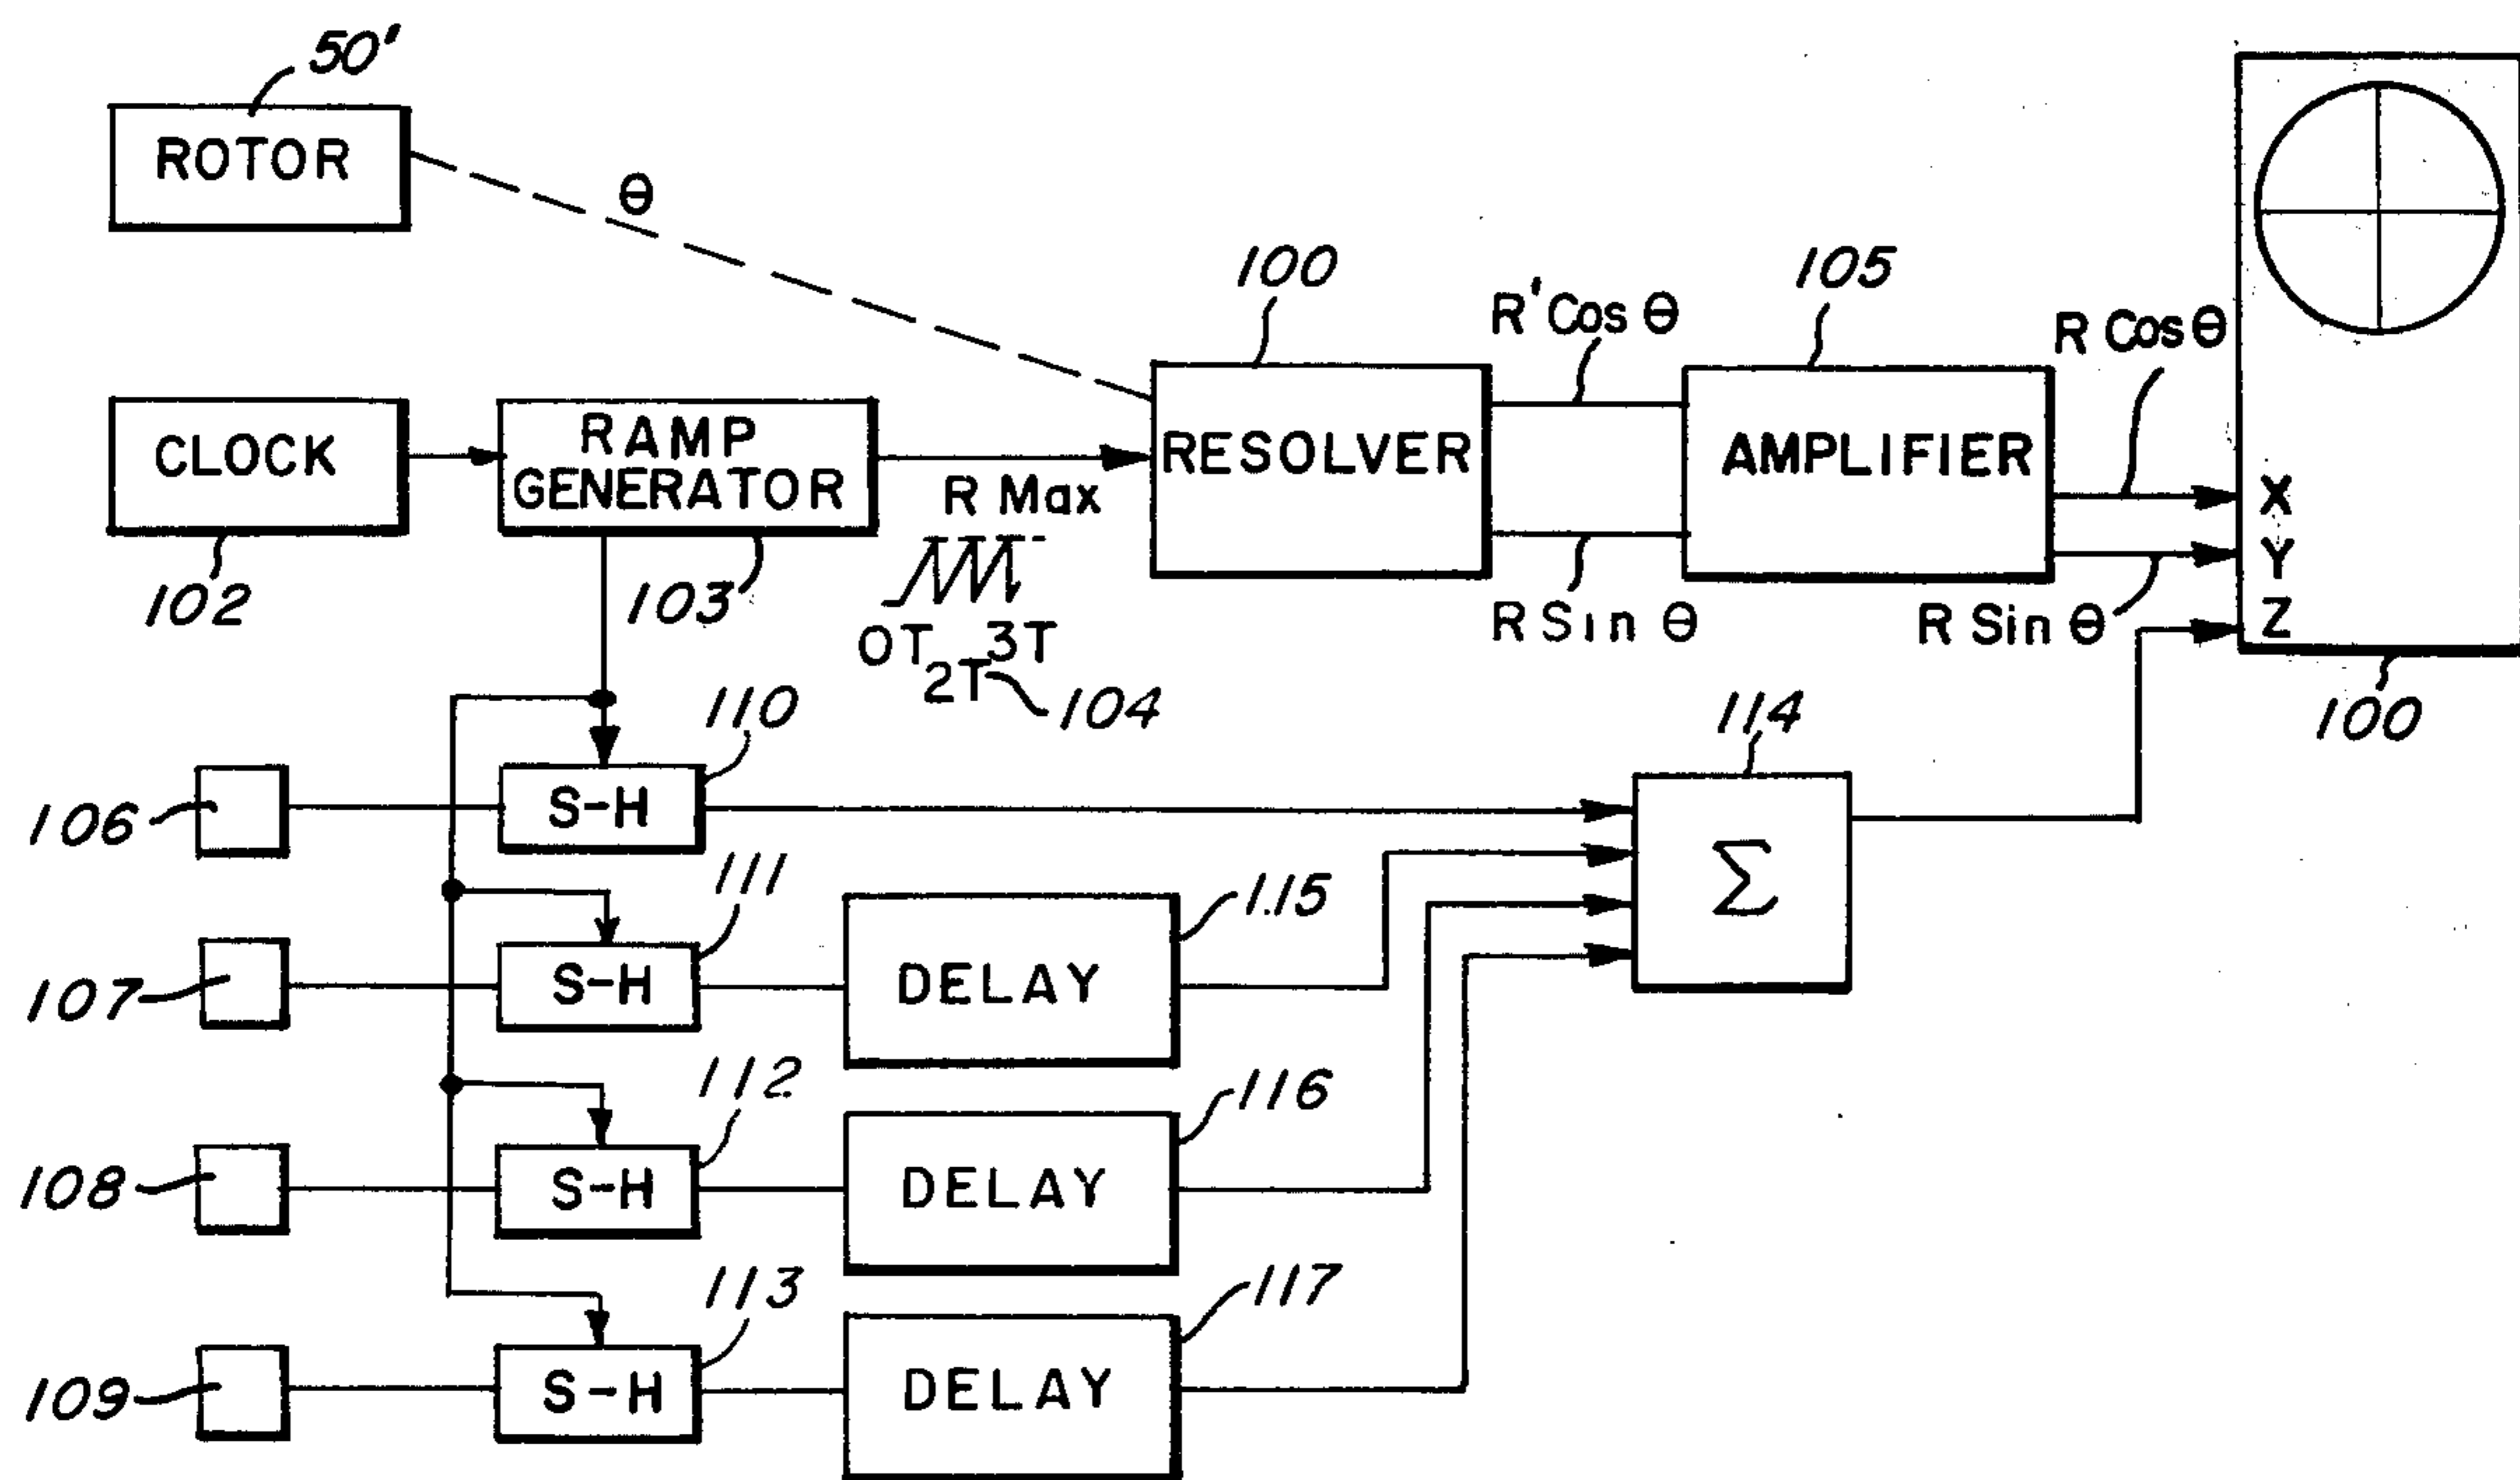 50'
ROTOR
θ
100
105
R'Cos θ
R Cos θ
CLOCK
RAMP
GENERATOR
R Max
RESOLVER
AMPLIFIER
X
Y
Z
102
103
0T
2T
3T
104
R Sin θ
R Sin θ
100
110
114
106
S-H
Σ
111
1.15
107
S-H
DELAY
112
116
108
S-H
DELAY
113
117
109
S-H
DELAY